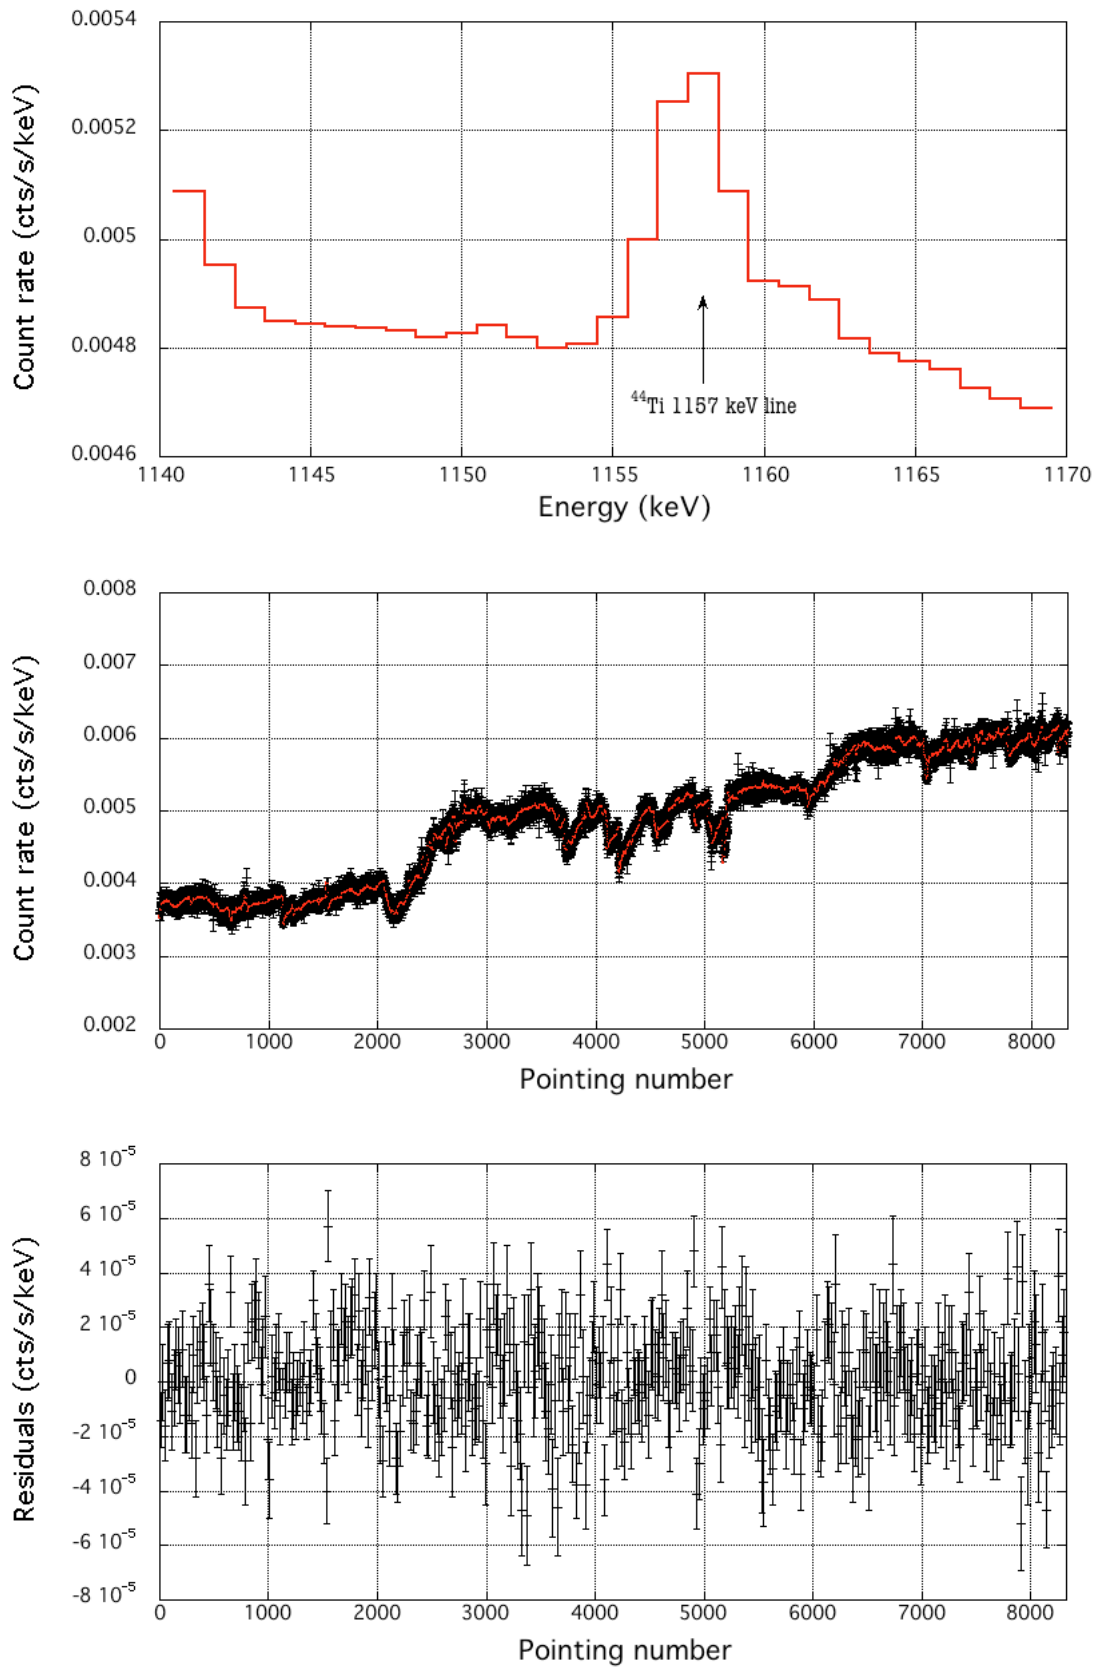 0.0054
0.0052
0.005
0.0048
0.0046
Count rate (cts/s/keV)
⁴⁴Ti 1157 keV line
1140 1145 1150 1155 1160 1165 1170
Energy (keV)
0.008
0.007
0.006
0.005
0.004
0.003
0.002
Count rate (cts/s/keV)
0 1000 2000 3000 4000 5000 6000 7000 8000
Pointing number
8 10⁻⁵
6 10⁻⁵
4 10⁻⁵
2 10⁻⁵
0
-2 10⁻⁵
-4 10⁻⁵
-6 10⁻⁵
-8 10⁻⁵
Residuals (cts/s/keV)
0 1000 2000 3000 4000 5000 6000 7000 8000
Pointing number